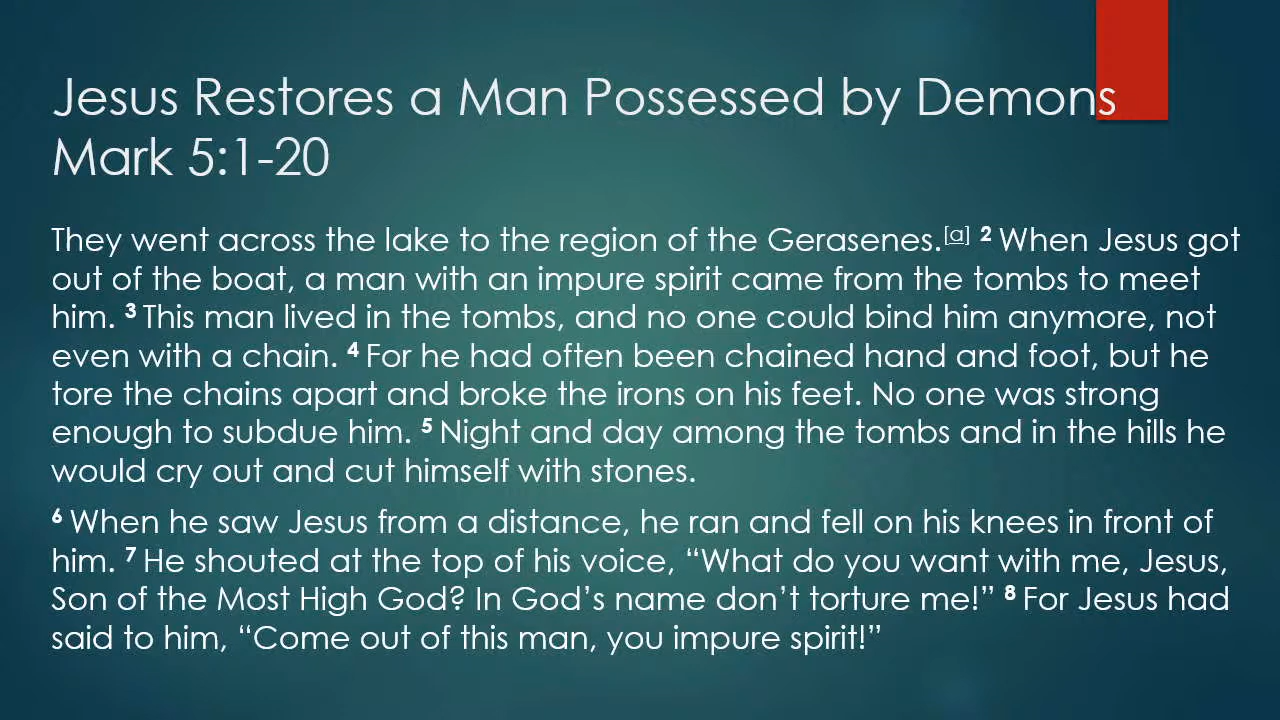 Jesus Restores a Man Possessed by Demons
Mark 5:1-20
They went across the lake to the region of the Gerasenes.[a] 2 When Jesus got
out of the boat, a man with an impure spirit came from the tombs to meet
him. 3 This man lived in the tombs, and no one could bind him anymore, not
even with a chain. 4 For he had often been chained hand and foot, but he
tore the chains apart and broke the irons on his feet. No one was strong
enough to subdue him. 5 Night and day among the tombs and in the hills he
would cry out and cut himself with stones.
6 When he saw Jesus from a distance, he ran and fell on his knees in front of
him. 7 He shouted at the top of his voice, “What do you want with me, Jesus,
Son of the Most High God? In God’s name don’t torture me!” 8 For Jesus had
said to him, “Come out of this man, you impure spirit!”